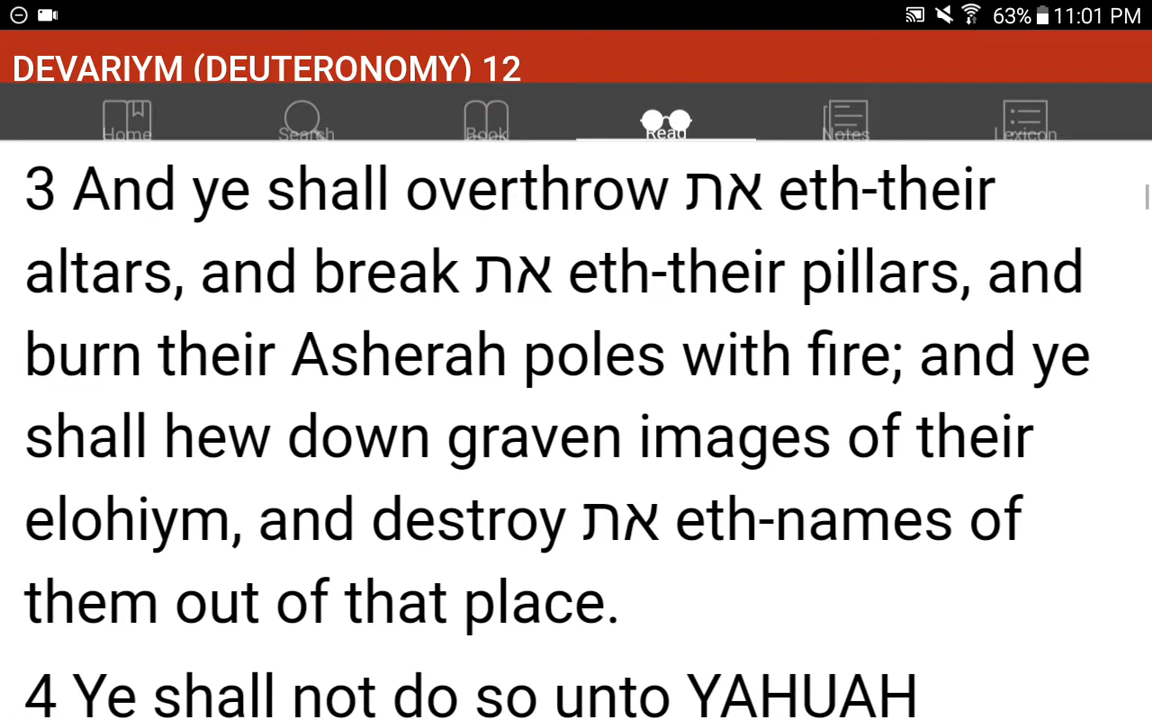 63% 11:01 PM
DEVARIYM (DEUTERONOMY) 12
Home Search Book Read Notes Lexicon
3 And ye shall overthrow את eth-their
altars, and break את eth-their pillars, and
burn their Asherah poles with fire; and ye
shall hew down graven images of their
elohiym, and destroy את eth-names of
them out of that place.
4 Ye shall not do so unto YAHUAH